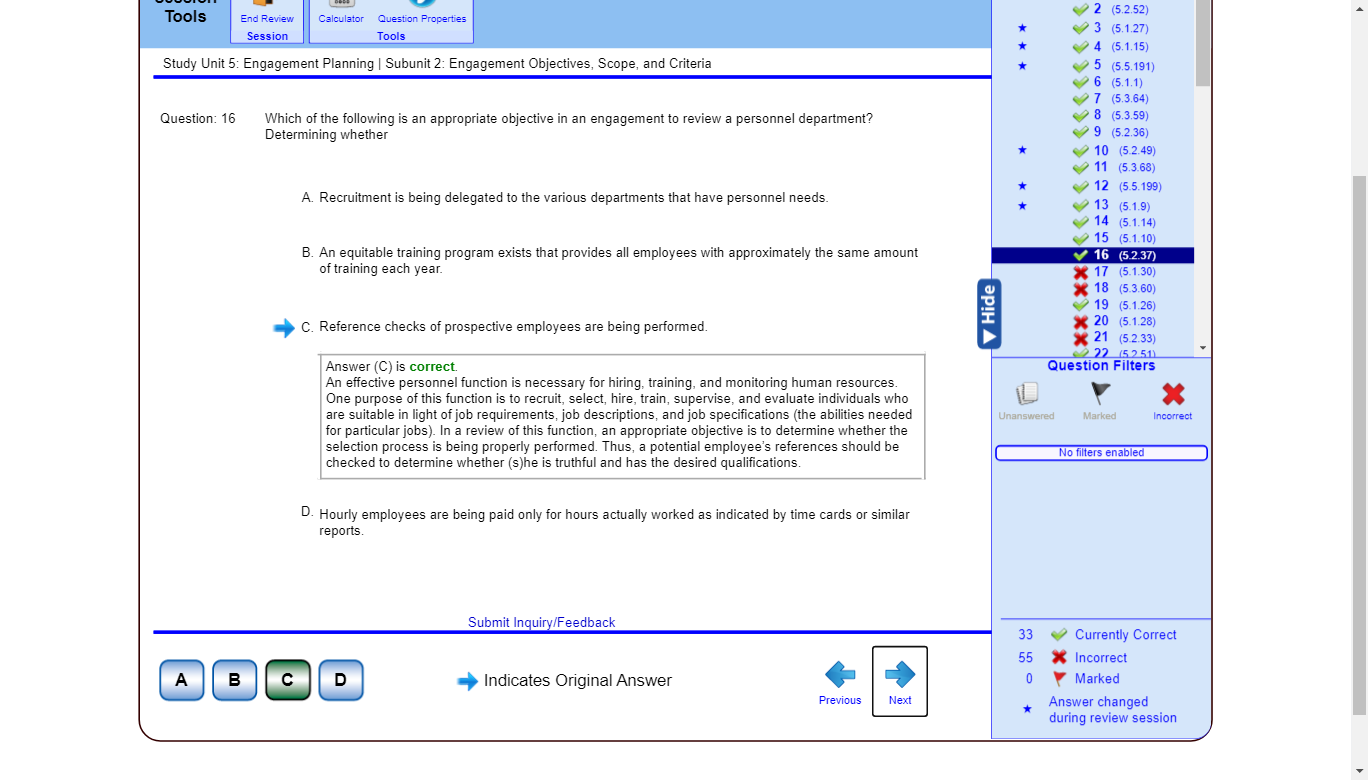 Tools
End Review
Session
Calculator
Question Properties
Tools
Study Unit 5: Engagement Planning | Subunit 2: Engagement Objectives, Scope, and Criteria
Question: 16
Which of the following is an appropriate objective in an engagement to review a personnel department?
Determining whether
A. Recruitment is being delegated to the various departments that have personnel needs.
B. An equitable training program exists that provides all employees with approximately the same amount
of training each year.
C. Reference checks of prospective employees are being performed.
Answer (C) is correct.
An effective personnel function is necessary for hiring, training, and monitoring human resources.
One purpose of this function is to recruit, select, hire, train, supervise, and evaluate individuals who
are suitable in light of job requirements, job descriptions, and job specifications (the abilities needed
for particular jobs). In a review of this function, an appropriate objective is to determine whether the
selection process is being properly performed. Thus, a potential employee's references should be
checked to determine whether (s)he is truthful and has the desired qualifications.
D. Hourly employees are being paid only for hours actually worked as indicated by time cards or similar
reports.
Submit Inquiry/Feedback
A
B
C
D
Indicates Original Answer
Previous
Next
2 (5.2.52)
3 (5.1.27)
4 (5.1.15)
5 (5.5.191)
6 (5.1.1)
7 (5.3.64)
8 (5.3.59)
9 (5.2.36)
10 (5.2.49)
11 (5.3.68)
12 (5.5.199)
13 (5.1.9)
14 (5.1.14)
15 (5.1.10)
16 (5.2.37)
17 (5.1.30)
18 (5.3.60)
19 (5.1.26)
20 (5.1.28)
21 (5.2.33)
22 (5.2.51)
Hide
Question Filters
Unanswered
Marked
Incorrect
No filters enabled
33 Currently Correct
55 Incorrect
0 Marked
Answer changed
during review session